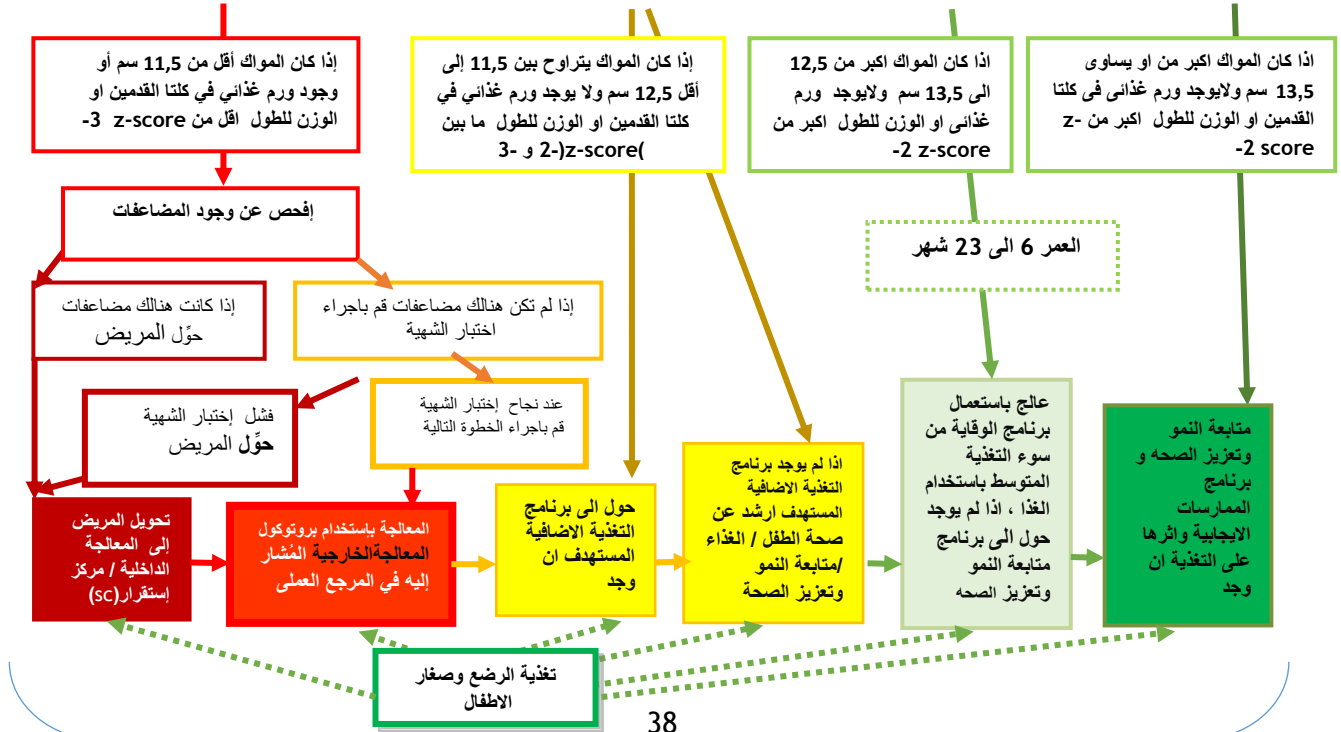 إذا كان المواك أقل من 11,5 سم أو
وجود ورم غذائي في كلتا القدمين او
الوزن للطول اقل من z-score 3-
إذا كان المواك يتراوح بين 11,5 إلى
أقل 12,5 سم ولا يوجد ورم غذائي في
كلتا القدمين او الوزن للطول ما بين
z-score(-2 و -3)
اذا كان المواك اكبر من 12,5
الى 13,5 سم ولايوجد ورم
غذائى او الوزن للطول اكبر من
-2 z-score
اذا كان المواك اكبر من او يساوى
13,5 سم ولايوجد ورم غذائى فى كلتا
القدمين او الوزن للطول اكبر من z-
-2 score
إفحص عن وجود المضاعفات
العمر 6 الى 23 شهر
إذا كانت هنالك مضاعفات
حوِّل المريض
إذا لم تكن هنالك مضاعفات قم باجراء
اختبار الشهية
فشل إختبار الشهية
حوِّل المريض
عند نجاح إختبار الشهية
قم باجراء الخطوة التالية
تحويل المريض
إلى المعالجة
الداخلية / مركز
إستقرار(sc)
المعالجة بإستخدام بروتوكول
المعالجةالخارجية المُشار
إليه في المرجع العملى
حول الى برنامج
التغذية الاضافية
المستهدف ان
وجد
اذا لم يوجد برنامج
التغذية الاضافية
المستهدف ارشد عن
صحة الطفل / الغذاء
/متابعة النمو
وتعزيز الصحة
عالج باستعمال
برنامج الوقاية من
سوء التغذية
المتوسط باستخدام
الغذا ، اذا لم يوجد
حول الى برنامج
متابعة النمو
وتعزيز الصحه
متابعة النمو
وتعزيز الصحه و
برنامج
الممارسات
الايجابية واثرها
على التغذية ان
وجد
تغذية الرضع وصغار
الاطفال
38